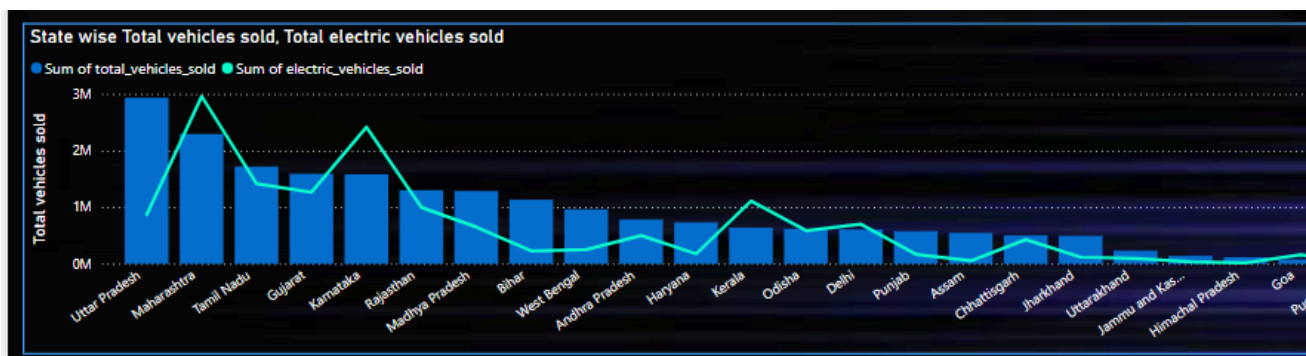 State wise Total vehicles sold, Total electric vehicles sold
Sum of total_vehicles_sold Sum of electric_vehicles_sold
Total vehicles sold
3M
2M
1M
0M
Uttar Pradesh
Maharashtra
Tamil Nadu
Gujarat
Karnataka
Rajasthan
Madhya Pradesh
Bihar
West Bengal
Andhra Pradesh
Haryana
Kerala
Odisha
Delhi
Punjab
Assam
Chhattisgarh
Jharkhand
Uttarakhand
Jammu and Kas...
Himachal Pradesh
Goa